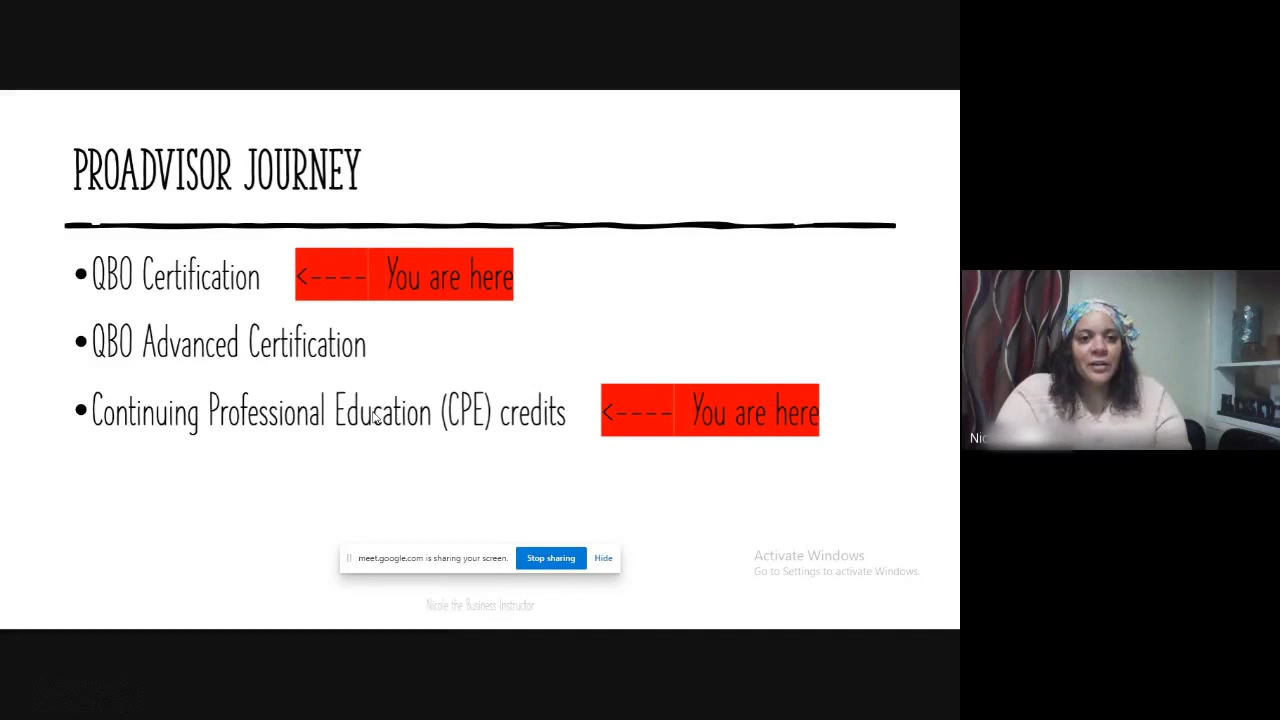 PROADVISOR JOURNEY
•QBO Certification <---- You are here
•QBO Advanced Certification
•Continuing Professional Education (CPE) credits <---- You are here
meet.google.com is sharing your screen. Stop sharing Hide
Activate Windows
Go to Settings to activate Windows.
Nicole the Business Instructor